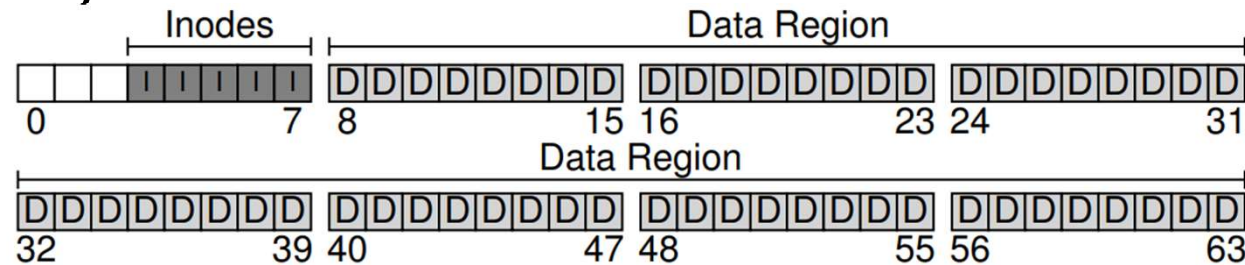 Inodes Data Region
I I I I I D D D D D D D D D D D D D D D D D D D D D D D D
0 7 8 15 16 23 24 31
Data Region
D D D D D D D D D D D D D D D D D D D D D D D D D D D D D D D D
32 39 40 47 48 55 56 63